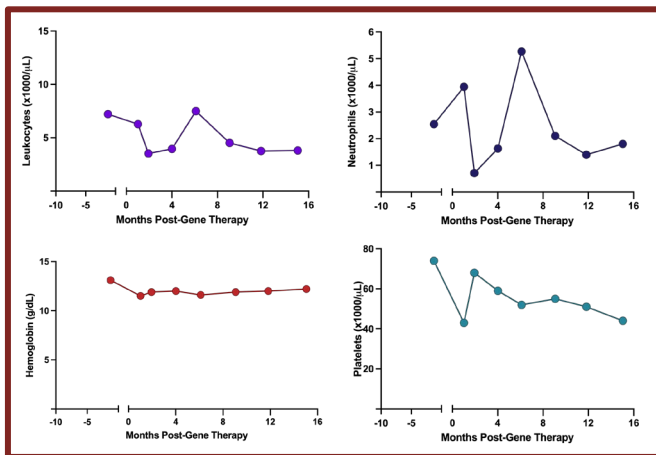 Leukocytes (x1000/μL)
15
10
5
-10 -5 0 4 8 12 16
Months Post-Gene Therapy
Neutrophils (x1000/μL)
6
5
4
3
2
1
-10 -5 0 4 8 12 16
Months Post-Gene Therapy
Hemoglobin (g/dL)
15
10
5
-10 -5 0 4 8 12 16
Months Post-Gene Therapy
Platelets (x1000/μL)
80
60
40
20
-10 -5 0 4 8 12 16
Months Post-Gene Therapy